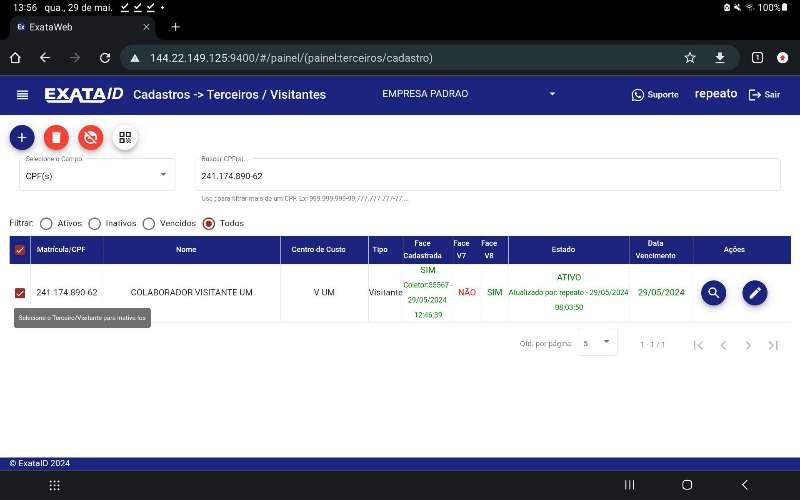 13:56 qua., 29 de mai.
100%
Ex ExataWeb
144.22.149.125:9400/#/painel/(painel:terceiros/cadastro)
1
EXATAID Cadastros -> Terceiros / Visitantes EMPRESA PADRAO Suporte repeato Sair
Selecione o Campo Buscar CPF(s)...
CPF(s) 241.174.890-62
Use ; para filtrar mais de um CPF. Ex: 999.999.999-99;777.777.777-77....
Filtrar: Ativos Inativos Vencidos Todos
Matrícula/CPF Nome Centro de Custo Tipo Face Cadastrada Face V7 Face V8 Estado Data Vencimento Ações
241.174.890-62 COLABORADOR VISITANTE UM V UM Visitante SIM NÃO SIM ATIVO 29/05/2024
Coletor:55567 - Atualizado por: repeato - 29/05/2024
29/05/2024 08:03:50
12:46:39
Selecione o Terceiro/Visitante para Inativa-los
Qtd. por página: 5 1 - 1 / 1
© ExataID 2024